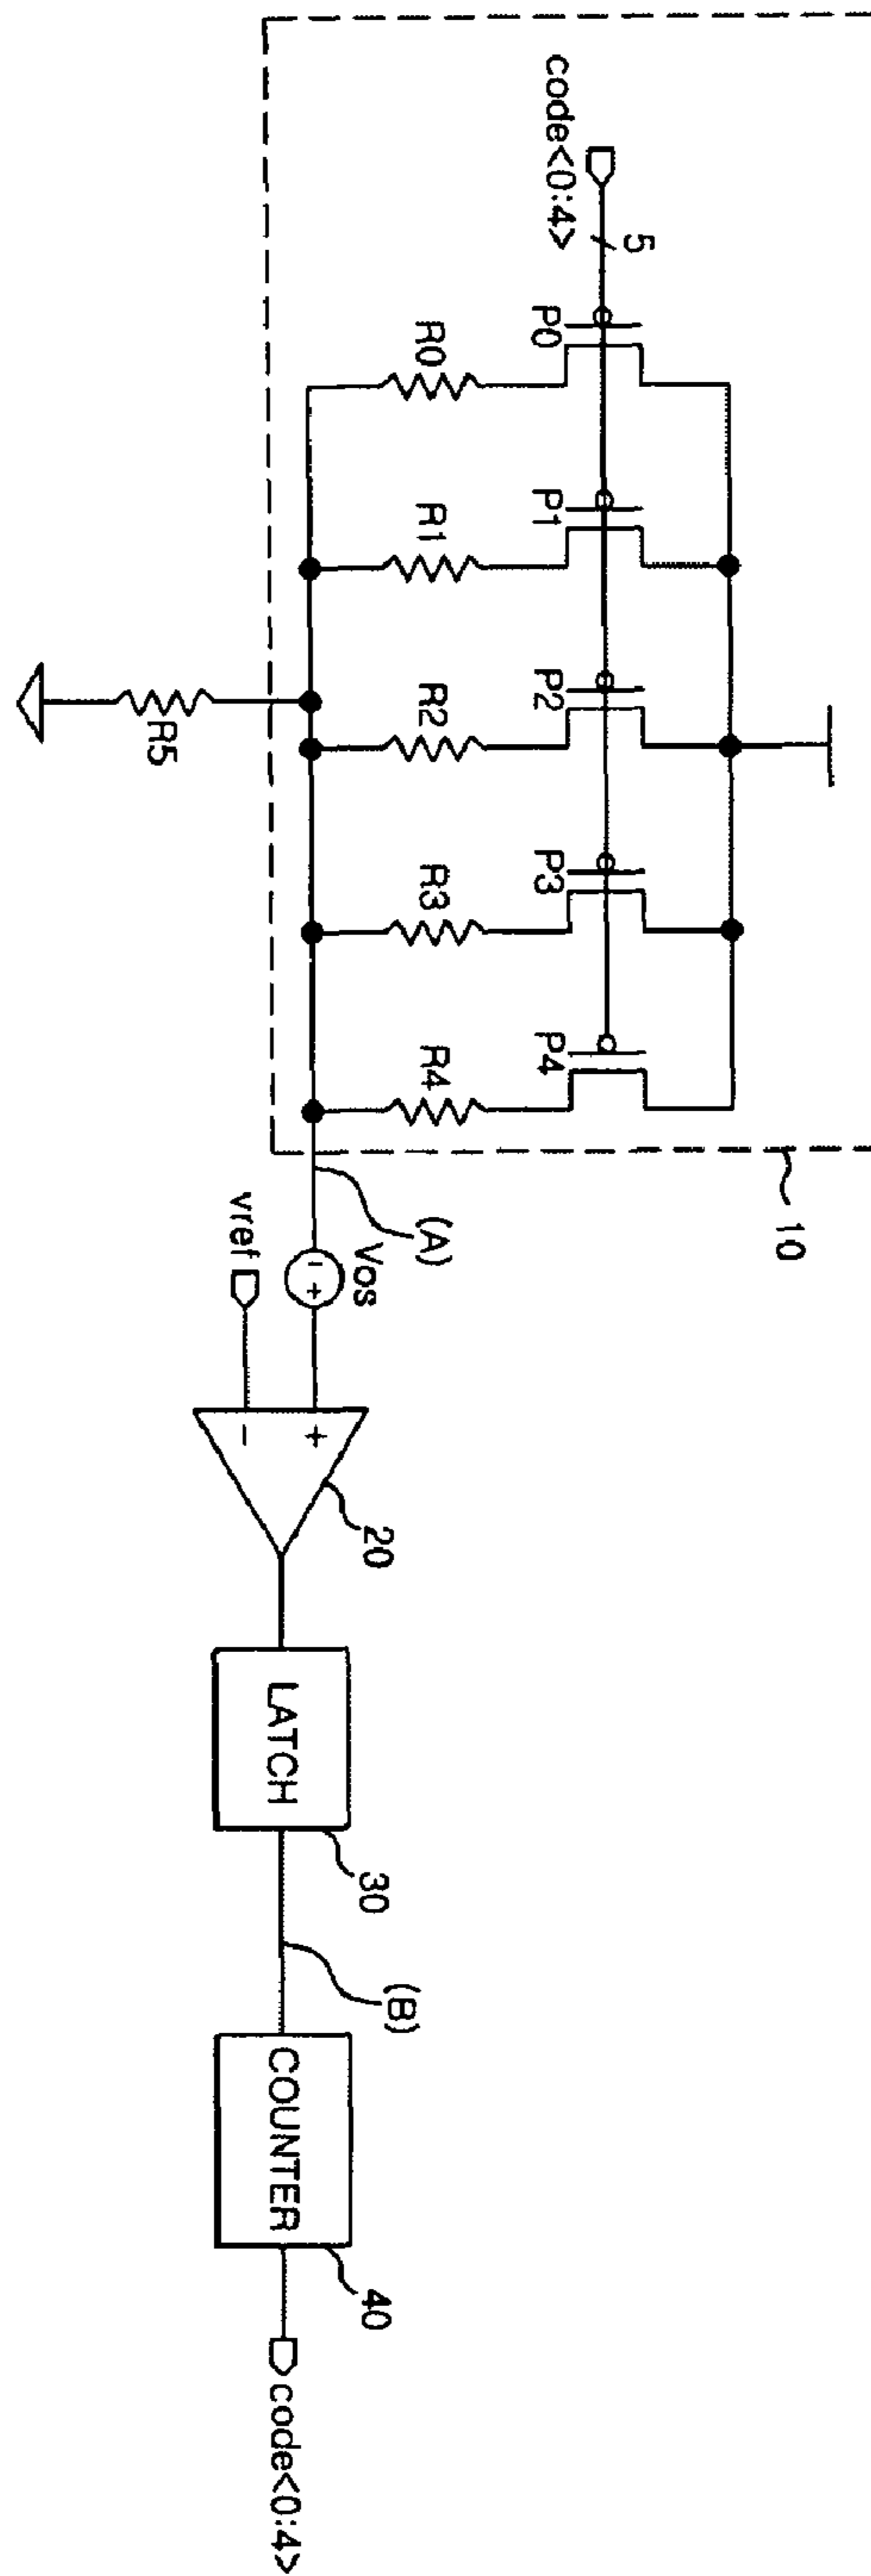 10
code<0:4>
5
P0
P1
P2
P3
P4
R0
R1
R2
R3
R4
R5
(A)
Vos
- +
vref
+
-
20
LATCH
30
(B)
COUNTER
40
code<0:4>